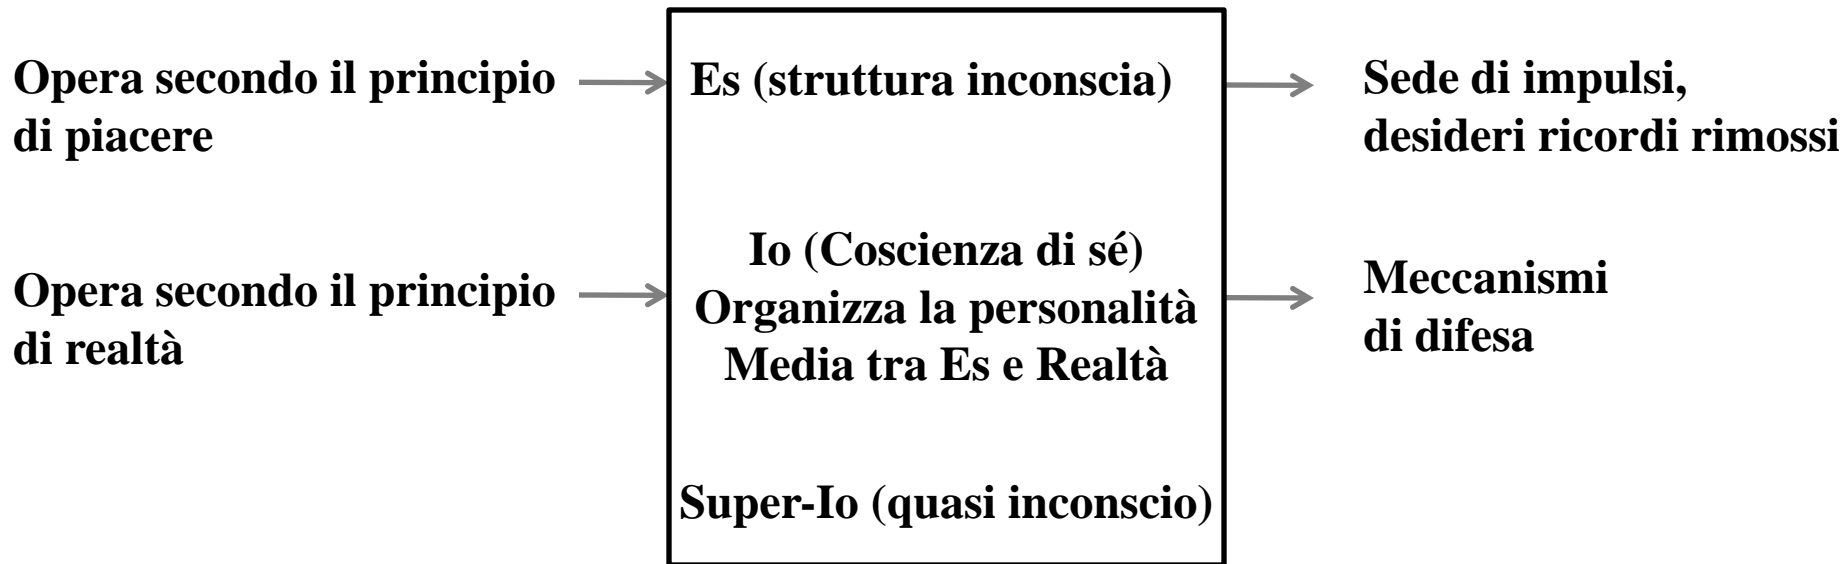 Opera secondo il principio
di piacere
Es (struttura inconscia)
Sede di impulsi,
desideri ricordi rimossi
Opera secondo il principio
di realtà
Io (Coscienza di sé)
Organizza la personalità
Media tra Es e Realtà
Meccanismi
di difesa
Super-Io (quasi inconscio)